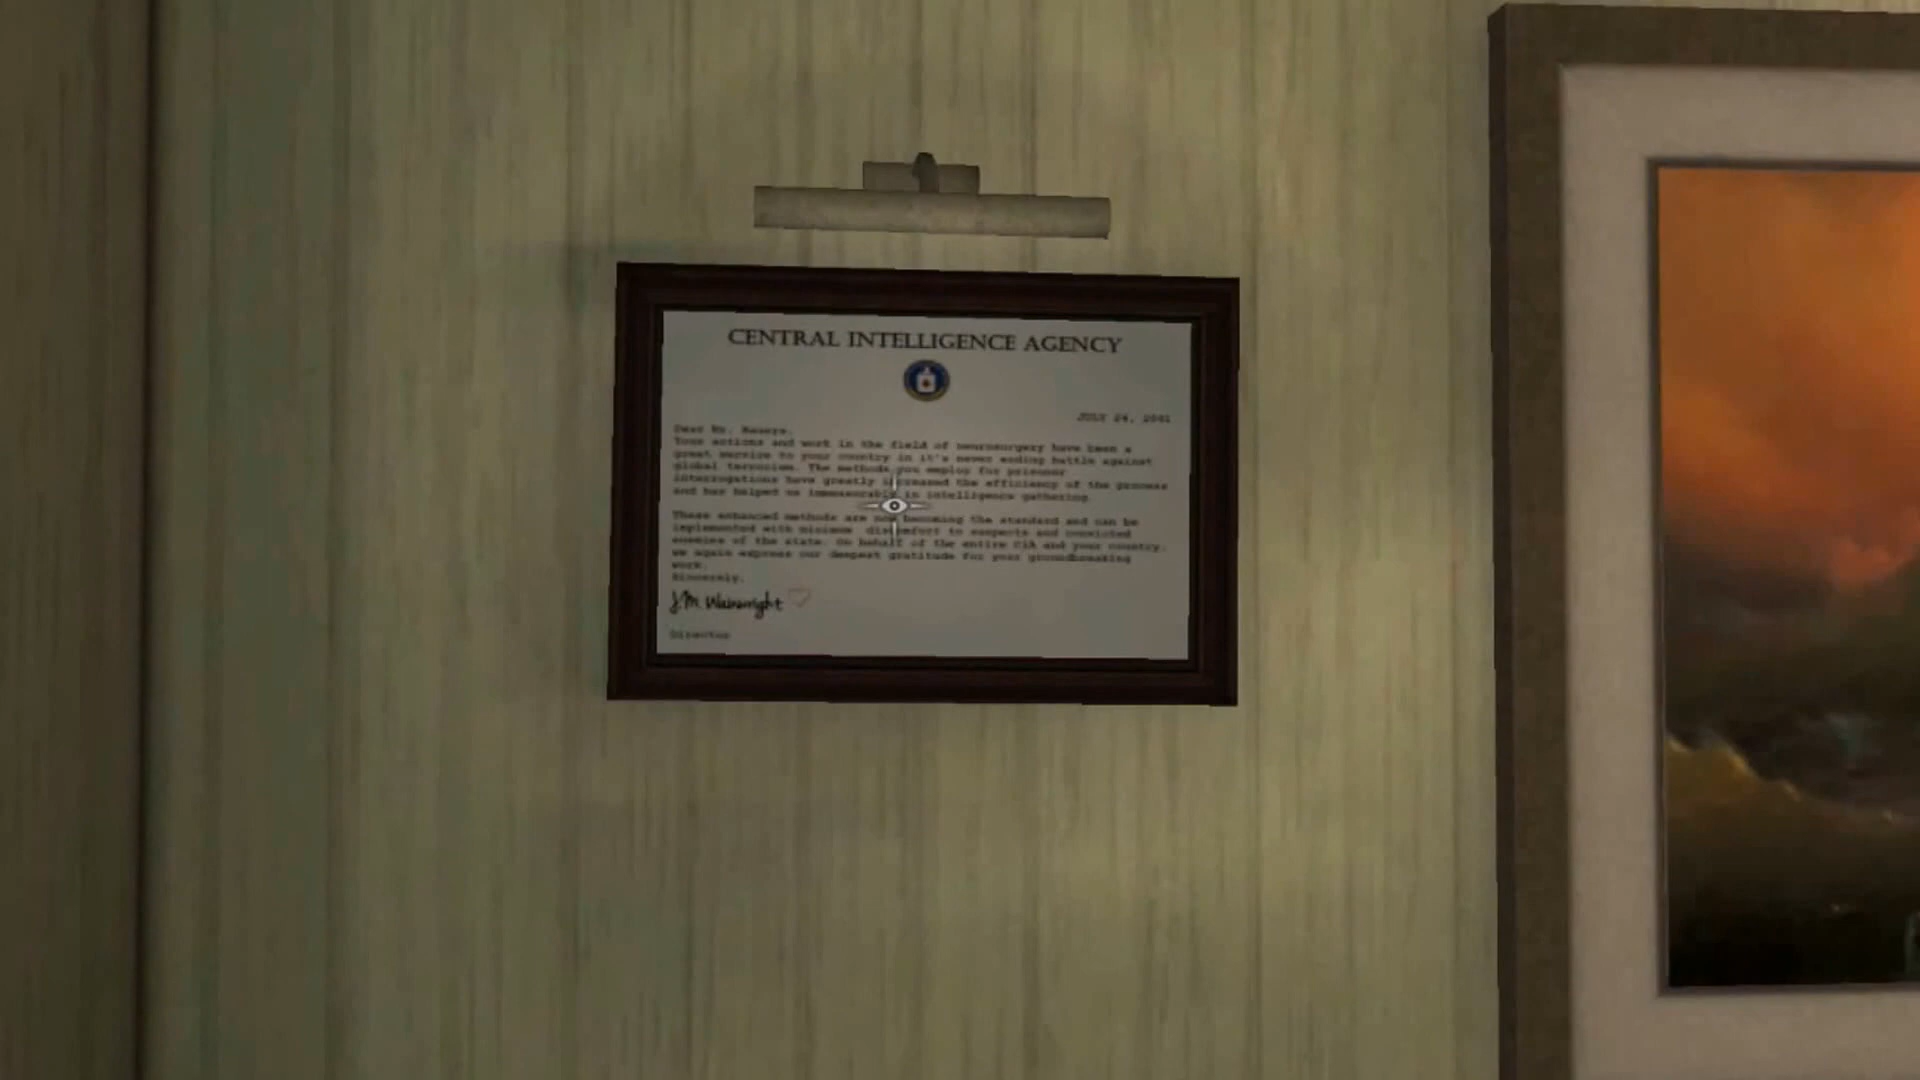 CENTRAL INTELLIGENCE AGENCY
JULY 24, 2001
Dear Mr.
Your actions and work in the field of neurosurgery have been a
great service to your country in it's never ending battle against
global terrorism. The methods you employ for prisoner
interrogations have greatly increased the efficiency of the process
and has helped us immeasurably in intelligence gathering.
These enhanced methods are now becoming the standard and can be
implemented with minimum discomfort to suspects and convicted
enemies of the state. On behalf of the entire CIA and your country,
we again express our deepest gratitude for your groundbreaking
work.
Sincerely,
J.M. Wainwright
Director